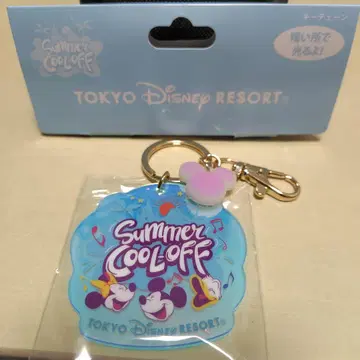 Summer
COOL-OFF
キーチェーン
暗い所で
光るよ!
TOKYO Disney RESORT®
Summer
COOL-OFF
TOKYO Disney RESORT®